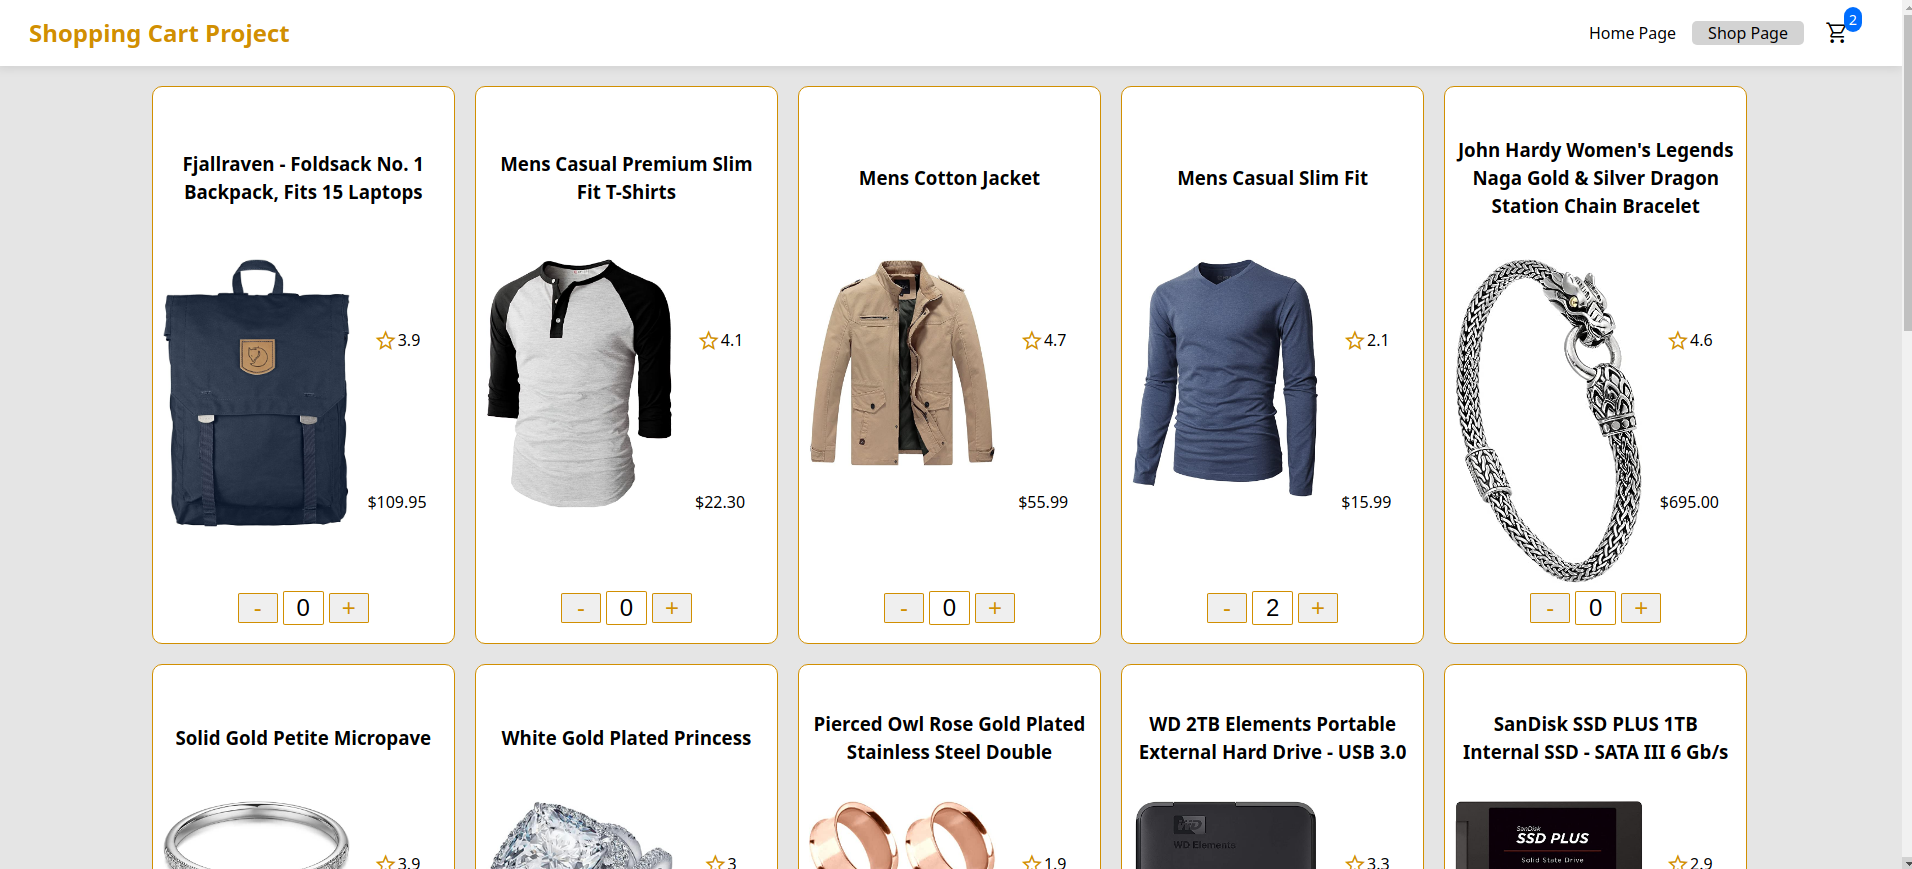 Shopping Cart Project
Home Page
Shop Page
2
Fjallraven - Foldsack No. 1
Backpack, Fits 15 Laptops
3.9
$109.95
- 0 +
Mens Casual Premium Slim
Fit T-Shirts
4.1
$22.30
- 0 +
Mens Cotton Jacket
4.7
$55.99
- 0 +
Mens Casual Slim Fit
2.1
$15.99
- 2 +
John Hardy Women's Legends
Naga Gold & Silver Dragon
Station Chain Bracelet
4.6
$695.00
- 0 +
Solid Gold Petite Micropave
3.9
White Gold Plated Princess
3
Pierced Owl Rose Gold Plated
Stainless Steel Double
1.9
WD 2TB Elements Portable
External Hard Drive - USB 3.0
WD
WD Elements
3.3
SanDisk SSD PLUS 1TB
Internal SSD - SATA III 6 Gb/s
SanDisk
SSD PLUS
Solid State Drive
2.9